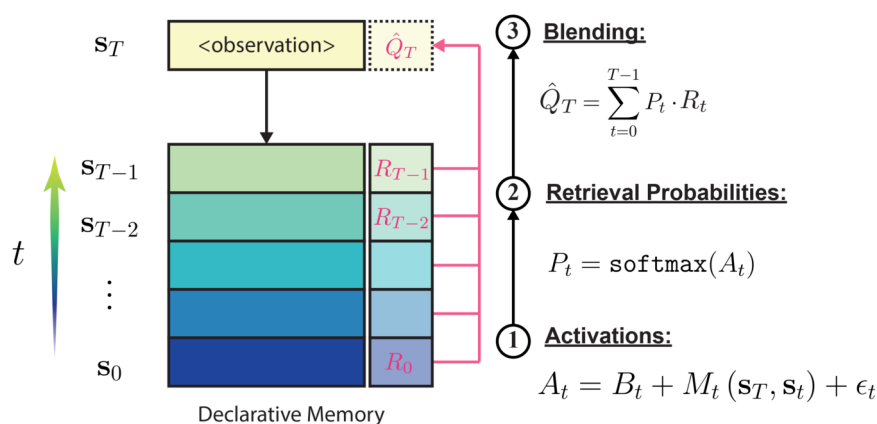 s_T <observation> Q̂_T
s_{T−1} R_{T−1}
s_{T−2} R_{T−2}
t
⋮
s_0 R_0
Declarative Memory
3 Blending:
Q̂_T = ∑_{t=0}^{T−1} P_t · R_t
2 Retrieval Probabilities:
P_t = softmax(A_t)
1 Activations:
A_t = B_t + M_t (s_T, s_t) + ϵ_t